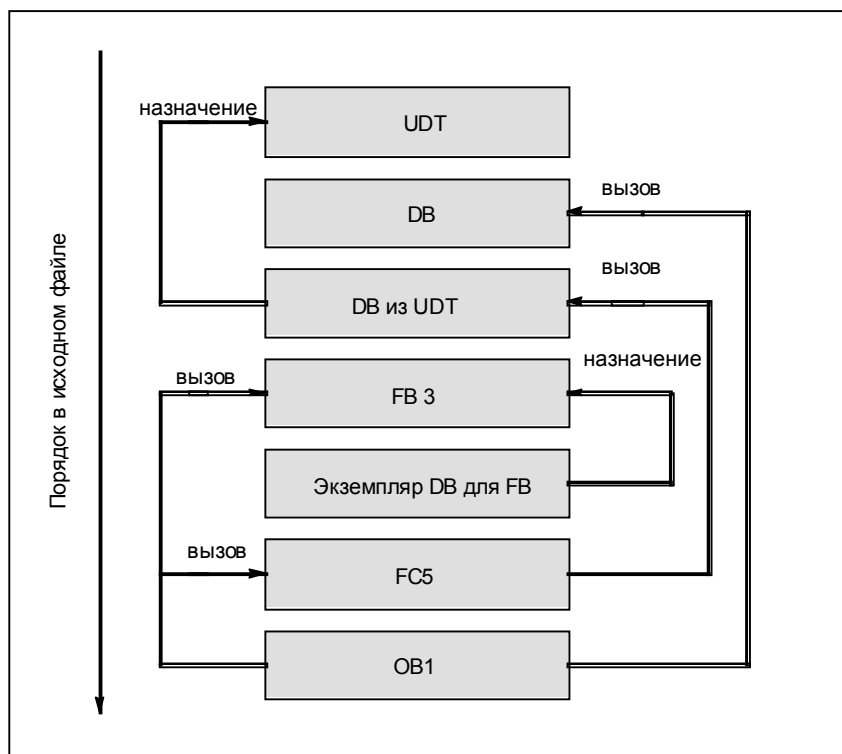 назначение
UDT
вызов
DB
вызов
DB из UDT
назначение
вызов
FB 3
Экземпляр DB для FB
вызов
FC5
OB1
Порядок в исходном файле